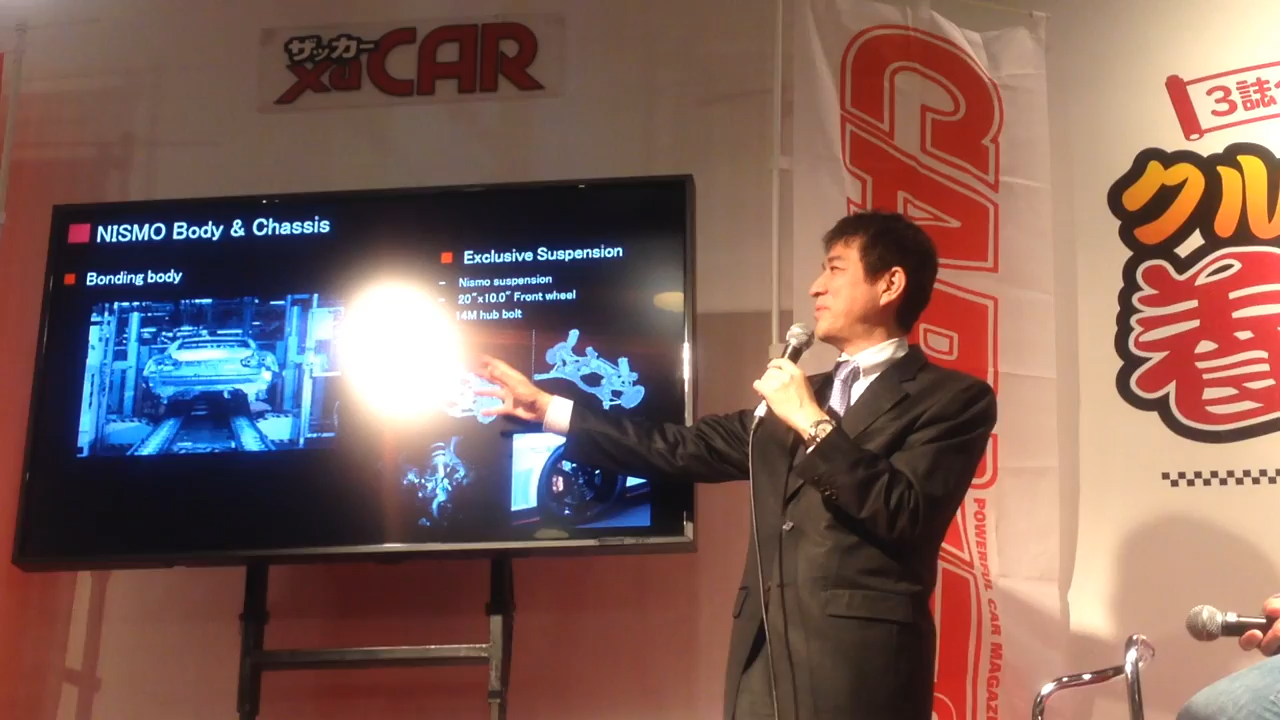 ザッカー
XaCAR
NISMO Body & Chassis
Bonding body
Exclusive Suspension
- Nismo suspension
- 20"x10.0" Front wheel
14M hub bolt
POWERFUL CAR MAGAZ
3誌
クル